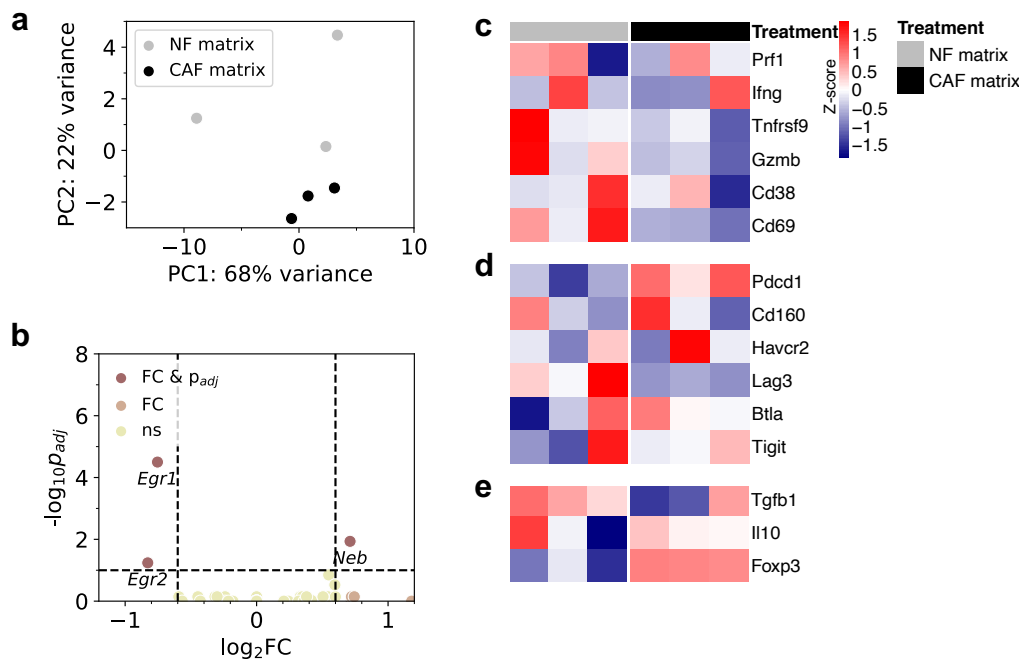 a
4
2
0
−2
PC2: 22% variance
NF matrix
CAF matrix
−10
0
10
PC1: 68% variance
b
8
6
4
2
0
-log10padj
FC & padj
FC
ns
Egr1
Egr2
Neb
−1
0
1
log2FC
c
Treatment
Prf1
Ifng
Tnfrsf9
Gzmb
Cd38
Cd69
Z-score
1.5
1
0.5
0
−0.5
−1
−1.5
Treatment
NF matrix
CAF matrix
d
Pdcd1
Cd160
Havcr2
Lag3
Btla
Tigit
e
Tgfb1
Il10
Foxp3